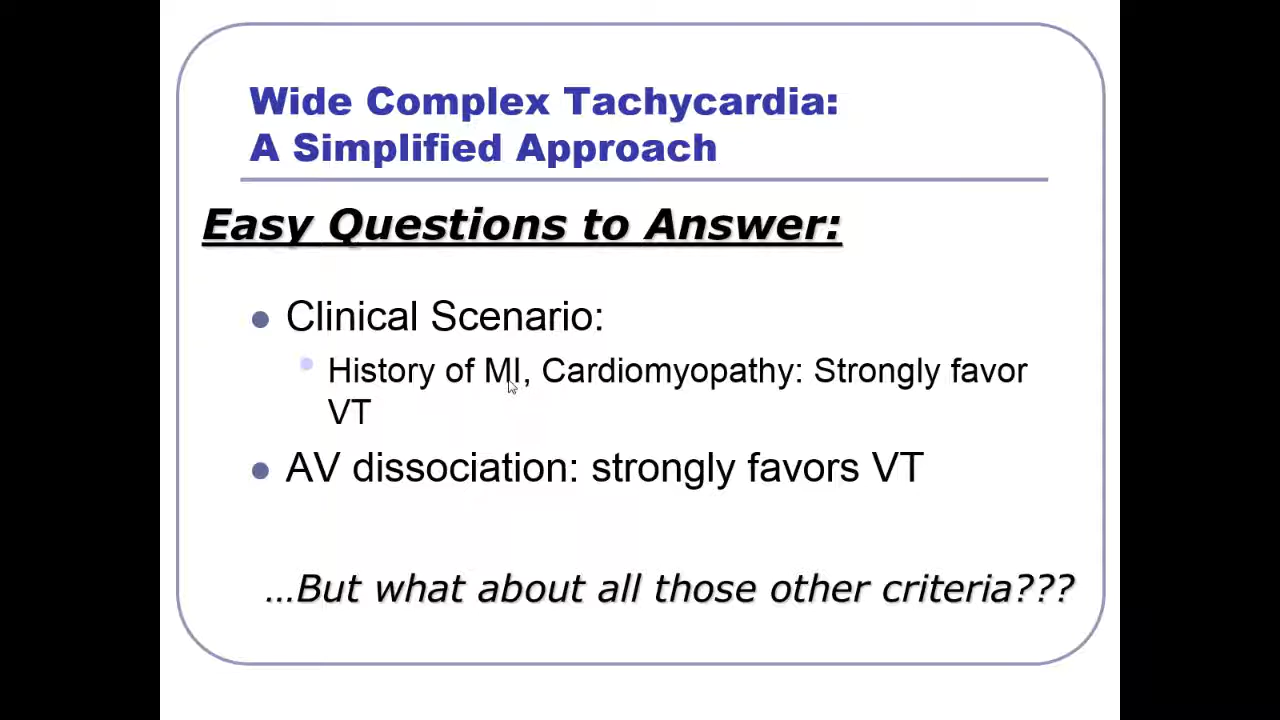 Wide Complex Tachycardia:
A Simplified Approach
Easy Questions to Answer:
Clinical Scenario:
History of MI, Cardiomyopathy: Strongly favor
VT
AV dissociation: strongly favors VT
…But what about all those other criteria???